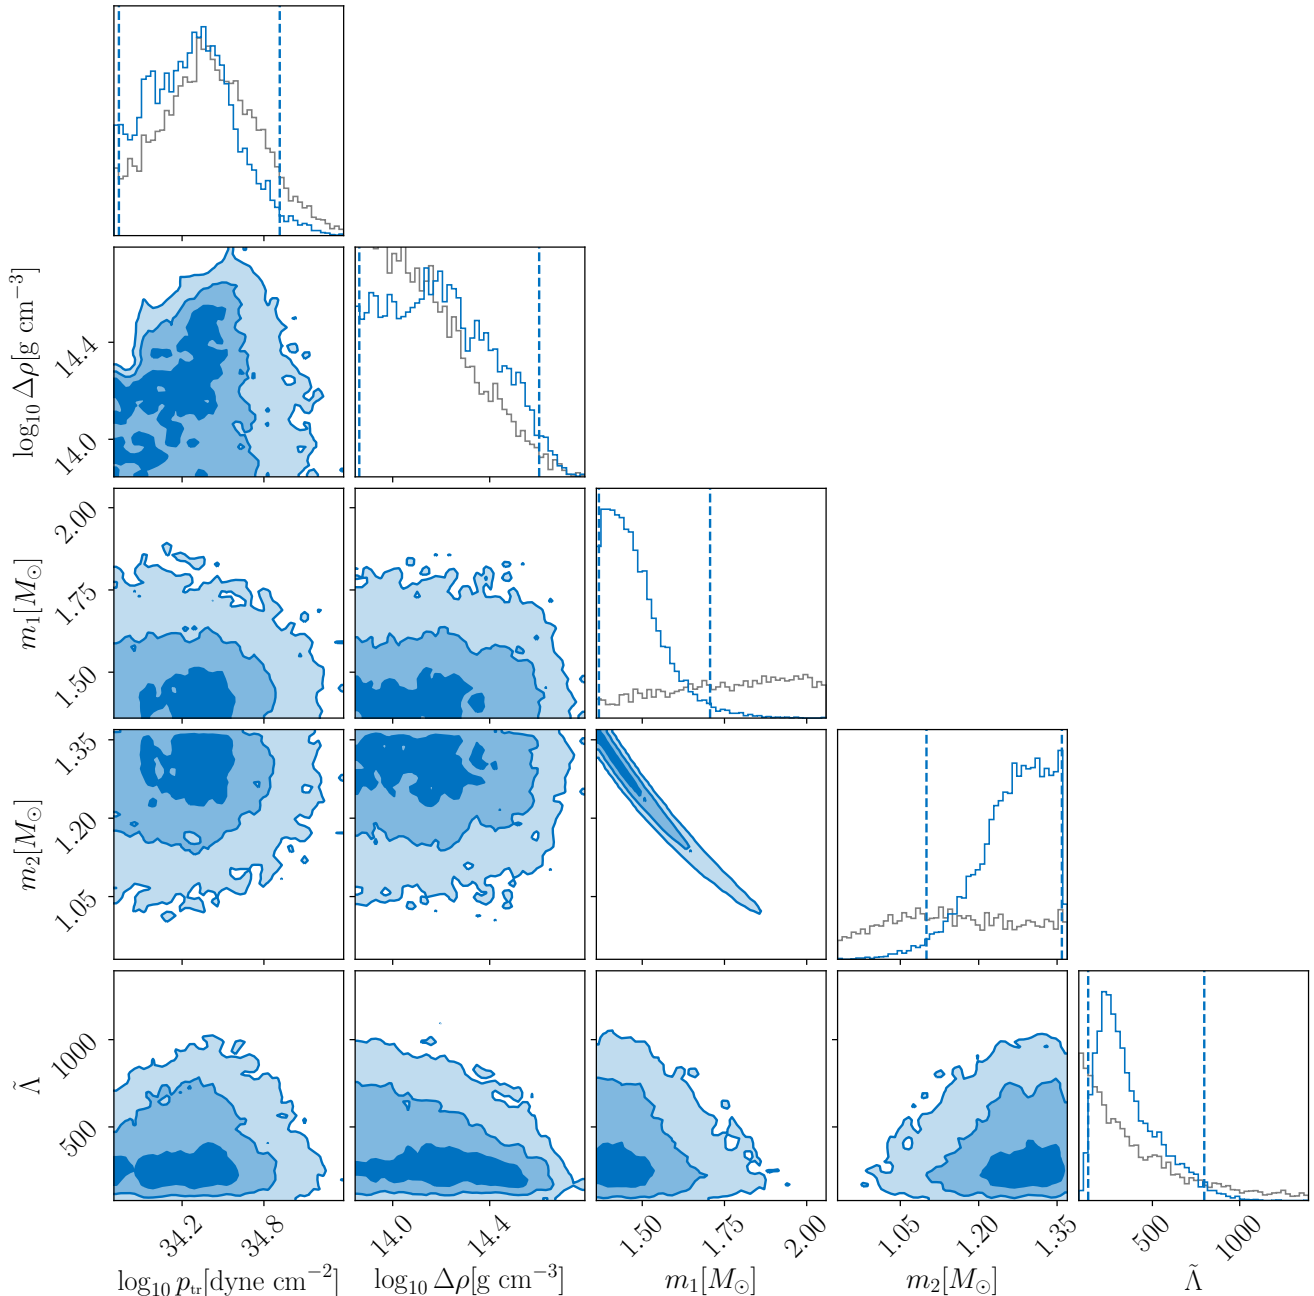 log₁₀ Δρ[g cm⁻³]
14.4
14.0
m₁[M⊙]
2.00
1.75
1.50
m₂[M⊙]
1.35
1.20
1.05
Λ̃
1000
500
34.2 34.8 14.0 14.4 1.50 1.75 2.00 1.05 1.20 1.35 500 1000
log₁₀ pₜᵣ[dyne cm⁻²] log₁₀ Δρ[g cm⁻³] m₁[M⊙] m₂[M⊙] Λ̃